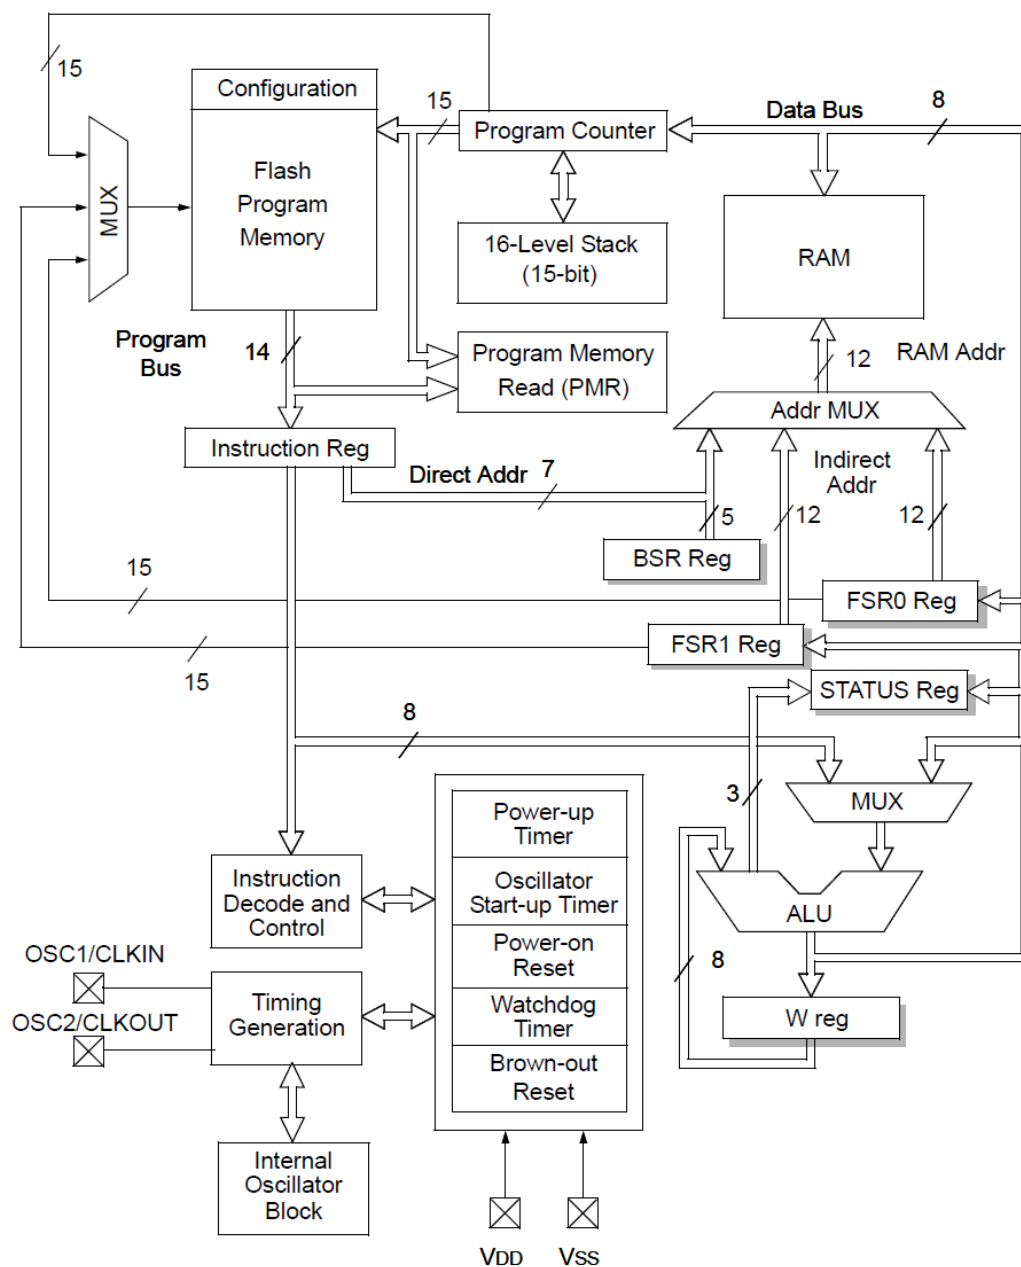 15
Configuration
15
Program Counter
Data Bus
8
MUX
Flash
Program
Memory
16-Level Stack
(15-bit)
RAM
Program
Bus
14
Program Memory
Read (PMR)
12
RAM Addr
Addr MUX
Instruction Reg
Direct Addr
7
Indirect
Addr
5
12
12
BSR Reg
15
FSR0 Reg
15
FSR1 Reg
STATUS Reg
8
3
MUX
Power-up
Timer
Instruction
Decode and
Control
Oscillator
Start-up Timer
ALU
Power-on
Reset
8
OSC1/CLKIN
Timing
Generation
Watchdog
Timer
W reg
OSC2/CLKOUT
Brown-out
Reset
Internal
Oscillator
Block
VDD
VSS